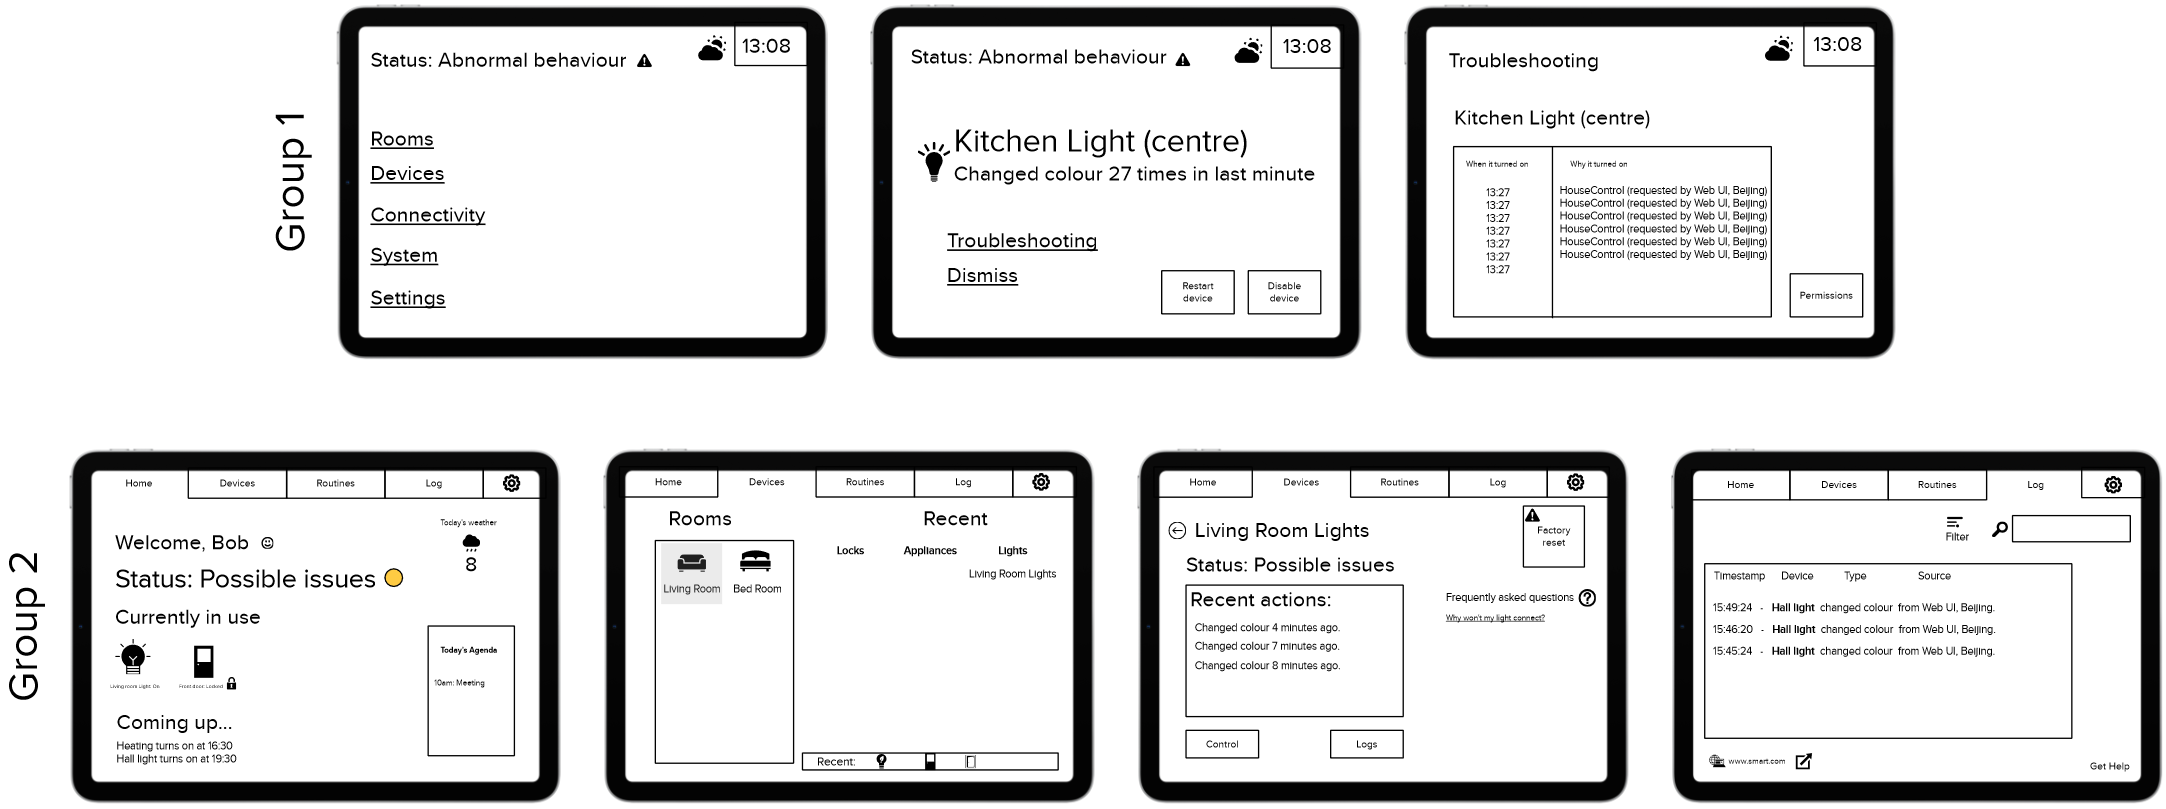 Group 1
Status: Abnormal behaviour
13:08
Rooms
Devices
Connectivity
System
Settings
Status: Abnormal behaviour
13:08
Kitchen Light (centre)
Changed colour 27 times in last minute
Troubleshooting
Dismiss
Restart
device
Disable
device
Troubleshooting
13:08
Kitchen Light (centre)
When it turned on
Why it turned on
13:27
13:27
13:27
13:27
13:27
13:27
13:27
HouseControl (requested by Web UI, Beijing)
HouseControl (requested by Web UI, Beijing)
HouseControl (requested by Web UI, Beijing)
HouseControl (requested by Web UI, Beijing)
HouseControl (requested by Web UI, Beijing)
HouseControl (requested by Web UI, Beijing)
Permissions
Group 2
Home
Devices
Routines
Log
Today's weather
8
Welcome, Bob
Status: Possible issues
Currently in use
Living room Light: On
Front door: Locked
Today's Agenda
10am: Meeting
Coming up...
Heating turns on at 16:30
Hall light turns on at 19:30
Home
Devices
Routines
Log
Rooms
Recent
Living Room
Bed Room
Locks
Appliances
Lights
Living Room Lights
Recent:
Home
Devices
Routines
Log
Living Room Lights
Factory
reset
Status: Possible issues
Recent actions:
Changed colour 4 minutes ago.
Changed colour 7 minutes ago.
Changed colour 8 minutes ago.
Frequently asked questions
Why won't my light connect?
Control
Logs
Home
Devices
Routines
Log
Filter
Timestamp Device Type Source
15:49:24 - Hall light changed colour from Web UI, Beijing.
15:46:20 - Hall light changed colour from Web UI, Beijing.
15:45:24 - Hall light changed colour from Web UI, Beijing.
www.smart.com
Get Help